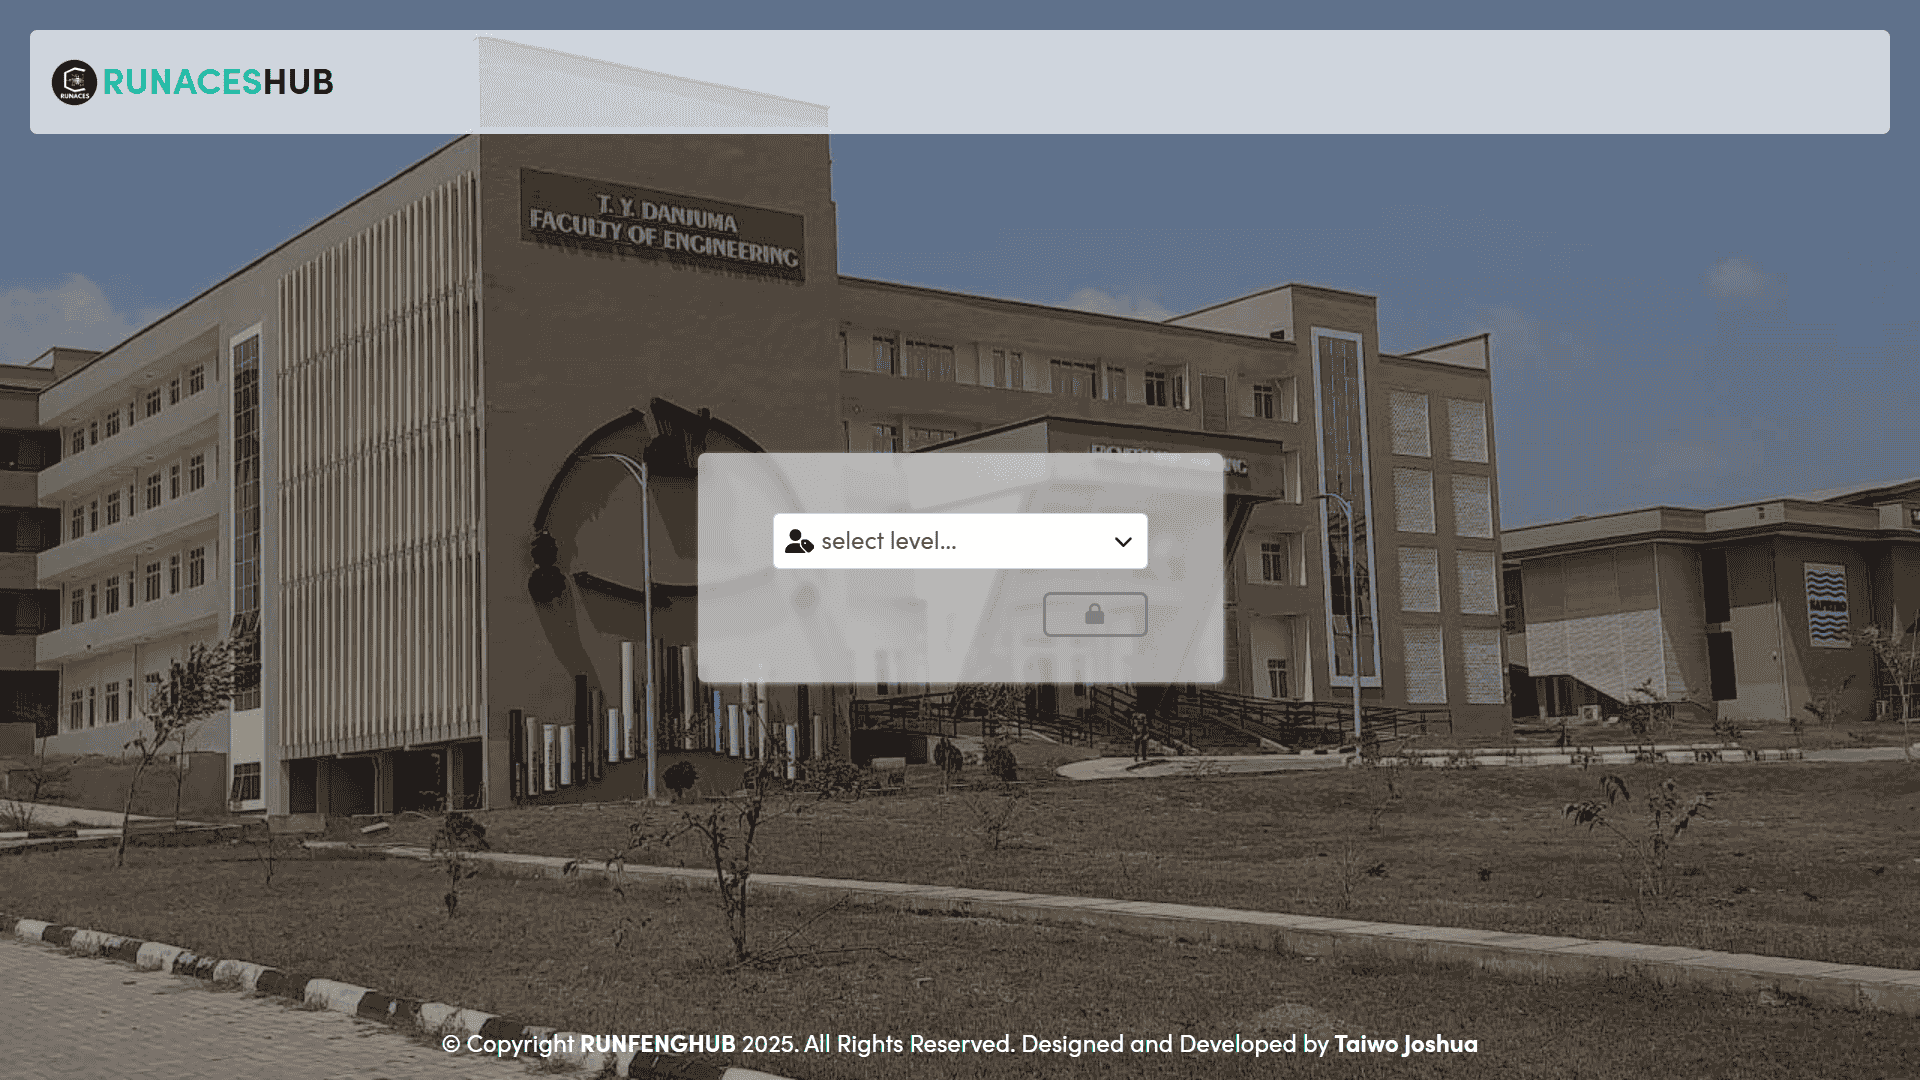 RUNACES
RUNACESHUB
T. Y. DANJUMA
FACULTY OF ENGINEERING
select level...
SAPETRO
© Copyright RUNFENGHUB 2025. All Rights Reserved. Designed and Developed by Taiwo Joshua